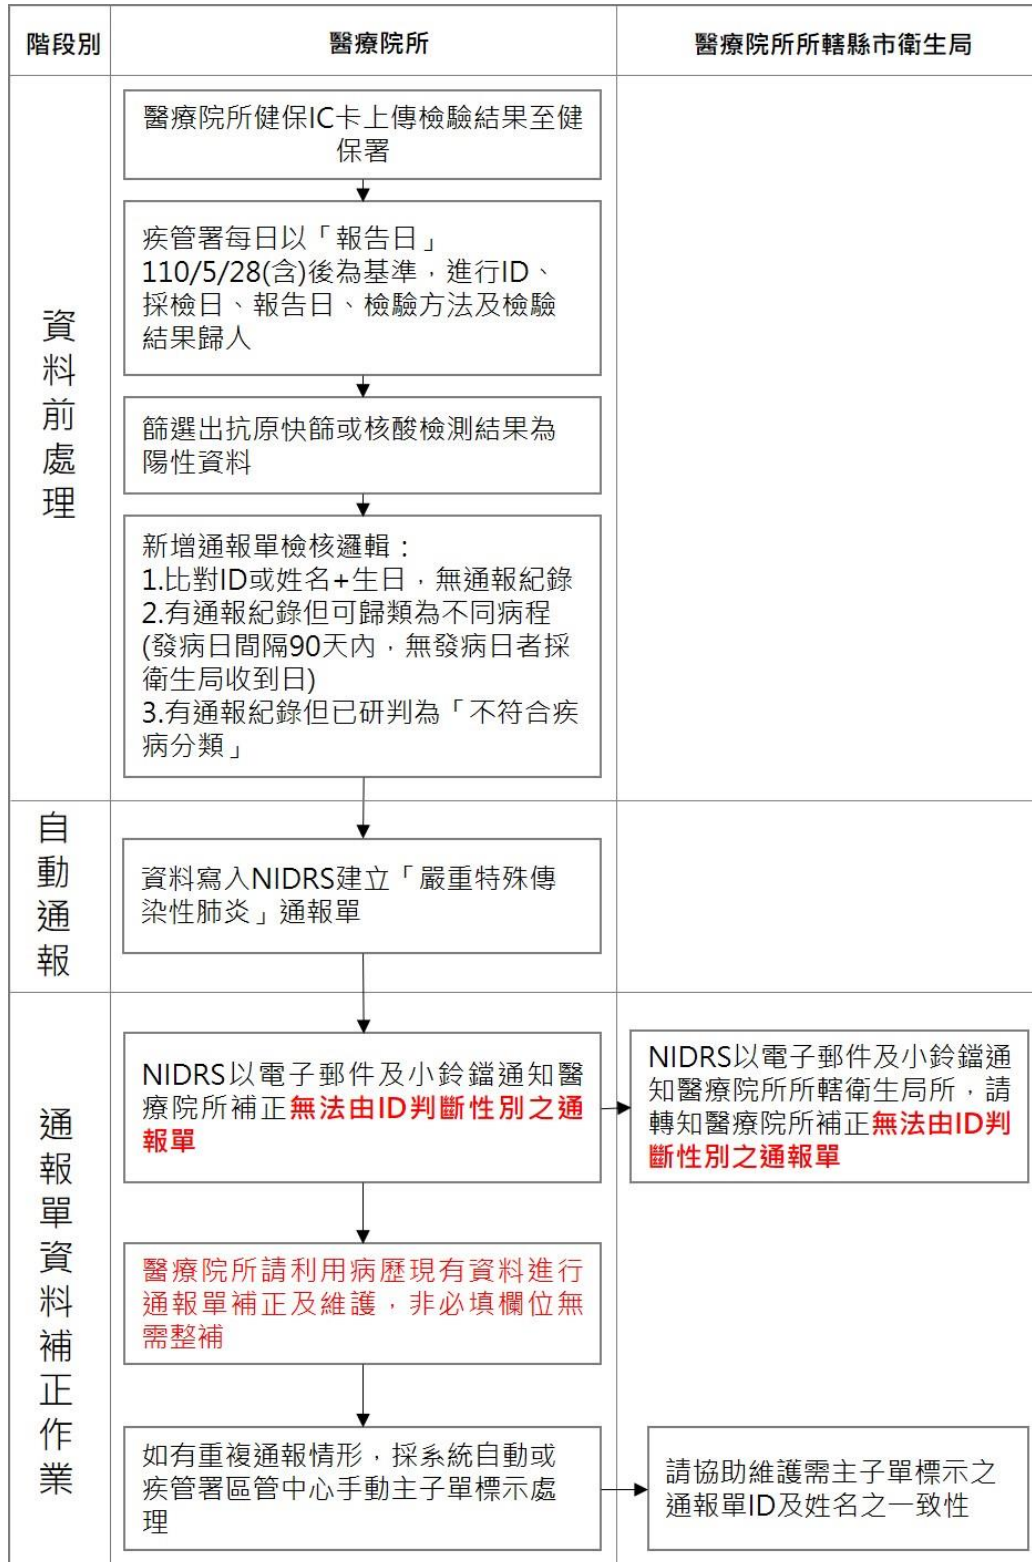 階段別
醫療院所
醫療院所所轄縣市衛生局
資料前處理
醫療院所健保IC卡上傳檢驗結果至健
保署
疾管署每日以「報告日」
110/5/28(含)後為基準，進行ID、
採檢日、報告日、檢驗方法及檢驗
結果歸人
篩選出抗原快篩或核酸檢測結果為
陽性資料
新增通報單檢核邏輯：
1.比對ID或姓名+生日，無通報紀錄
2.有通報紀錄但可歸類為不同病程
(發病日間隔90天內，無發病日者採
衛生局收到日)
3.有通報紀錄但已研判為「不符合疾
病分類」
自動通報
資料寫入NIDRS建立「嚴重特殊傳
染性肺炎」通報單
通報單資料補正作業
NIDRS以電子郵件及小鈴鐺通知醫
療院所補正無法由ID判斷性別之通
報單
NIDRS以電子郵件及小鈴鐺通
知醫療院所所轄衛生局所，請
轉知醫療院所補正無法由ID判
斷性別之通報單
醫療院所請利用病歷現有資料進行
通報單補正及維護，非必填欄位無
需整補
如有重複通報情形，採系統自動或
疾管署區管中心手動主子單標示處
理
請協助維護需主子單標示之
通報單ID及姓名之一致性